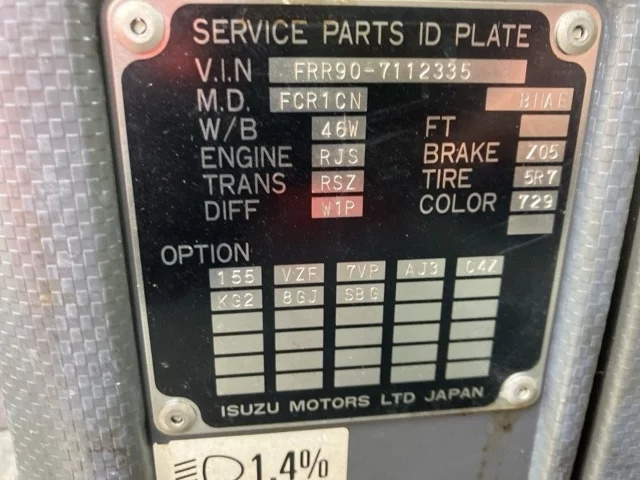 SERVICE PARTS ID PLATE
V.I.N FRR90-7112335
M.D. FCR1CN
W/B 46W FT
ENGINE RJS BRAKE Z05
TRANS RSZ TIRE 5R7
DIFF W1P COLOR 729
OPTION
155 VZF 7VP AJ3
KG2 8GJ SBG
ISUZU MOTORS LTD JAPAN
1.4%